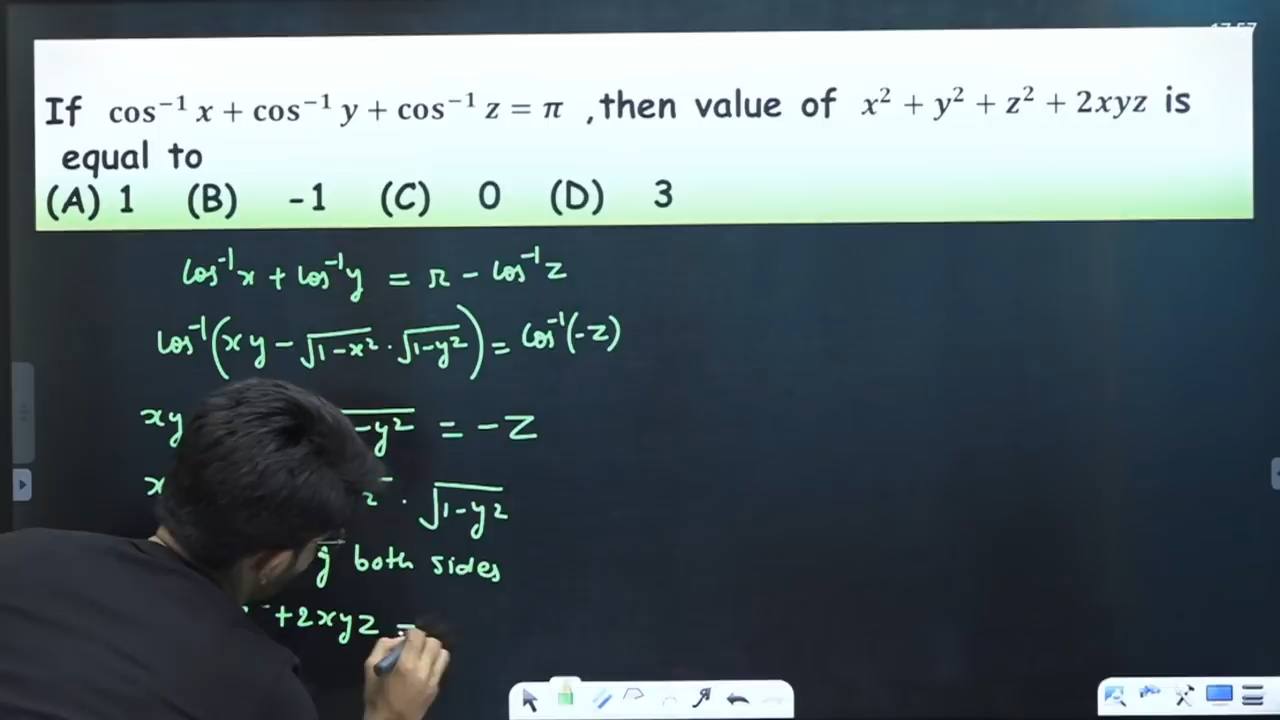 17:57
If cos⁻¹ x + cos⁻¹ y + cos⁻¹ z = π , then value of x² + y² + z² + 2xyz is
equal to
(A) 1 (B) -1 (C) 0 (D) 3
cos⁻¹x + cos⁻¹y = π - cos⁻¹z
cos⁻¹(xy - √1-x² · √1-y²) = cos⁻¹(-z)
xy -y² = -z
x · √1-y²
g both sides
+2xyz =